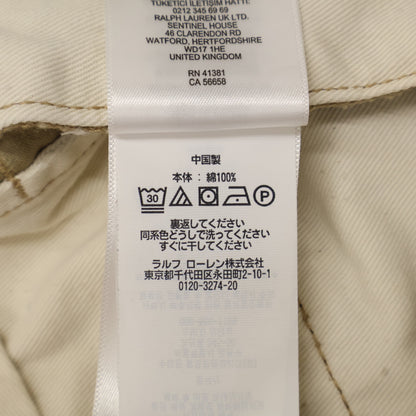 TÜKETİCİ İLETİŞİM HATTI:
0212 345 69 69
RALPH LAUREN UK LTD.
SENTINEL HOUSE
46 CLARENDON RD
WATFORD, HERTFORDSHIRE
WD17 1HE
UNITED KINGDOM
RN 41381
CA 56658
中国製
本体：綿100%
30
P
裏返してください
同系色どうしで洗ってください
すぐに干してください
ラルフ ローレン株式会社
東京都千代田区永田町2-10-1
0120-3274-20